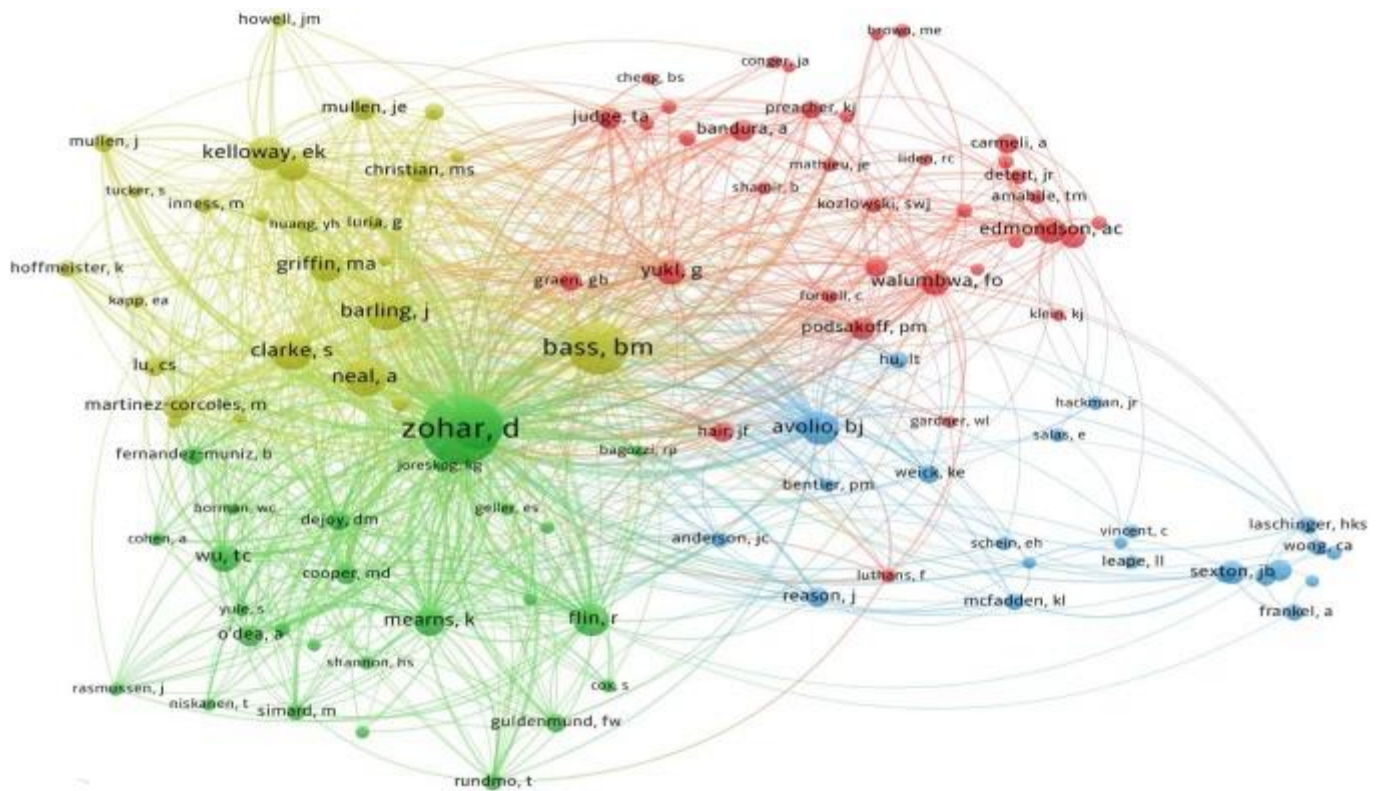 howell, jm
brown, me
conger, ja
cheng, bs
mullen, je
judge, ta
preacher, kj
bandura, a
mullen, j
kelloway, ek
christian, ms
carmeli, a
mathieu, je
liden, rc
detert, jr
tucker, s
inness, m
shamir, b
kozlowski, swj
amabile, tm
huang, yh
luria, g
edmondson, ac
hoffmeister, k
griffin, ma
graen, gb
yukl, g
walumbwa, fo
kapp, ea
barling, j
fornell, c
podsakoff, pm
klein, kj
clarke, s
bass, bm
hu, lt
lu, cs
neal, a
martinez-corcoles, m
hackman, jr
zohar, d
hair, jf
avolio, bj
gardner, wl
salas, e
fernandez-muniz, b
joreskog, kg
bagozzi, rp
weick, ke
bentler, pm
borman, wc
dejoy, dm
geller, es
cohen, a
anderson, jc
schein, eh
vincent, c
laschinger, hks
wong, ca
wu, tc
cooper, md
luthans, f
leape, ll
sexton, jb
yule, s
o'dea, a
mearns, k
flin, r
reason, j
mcfadden, kl
frankel, a
shannon, hs
rasmussen, j
niskanen, t
simard, m
cox, s
guldenmund, fw
rundmo, t